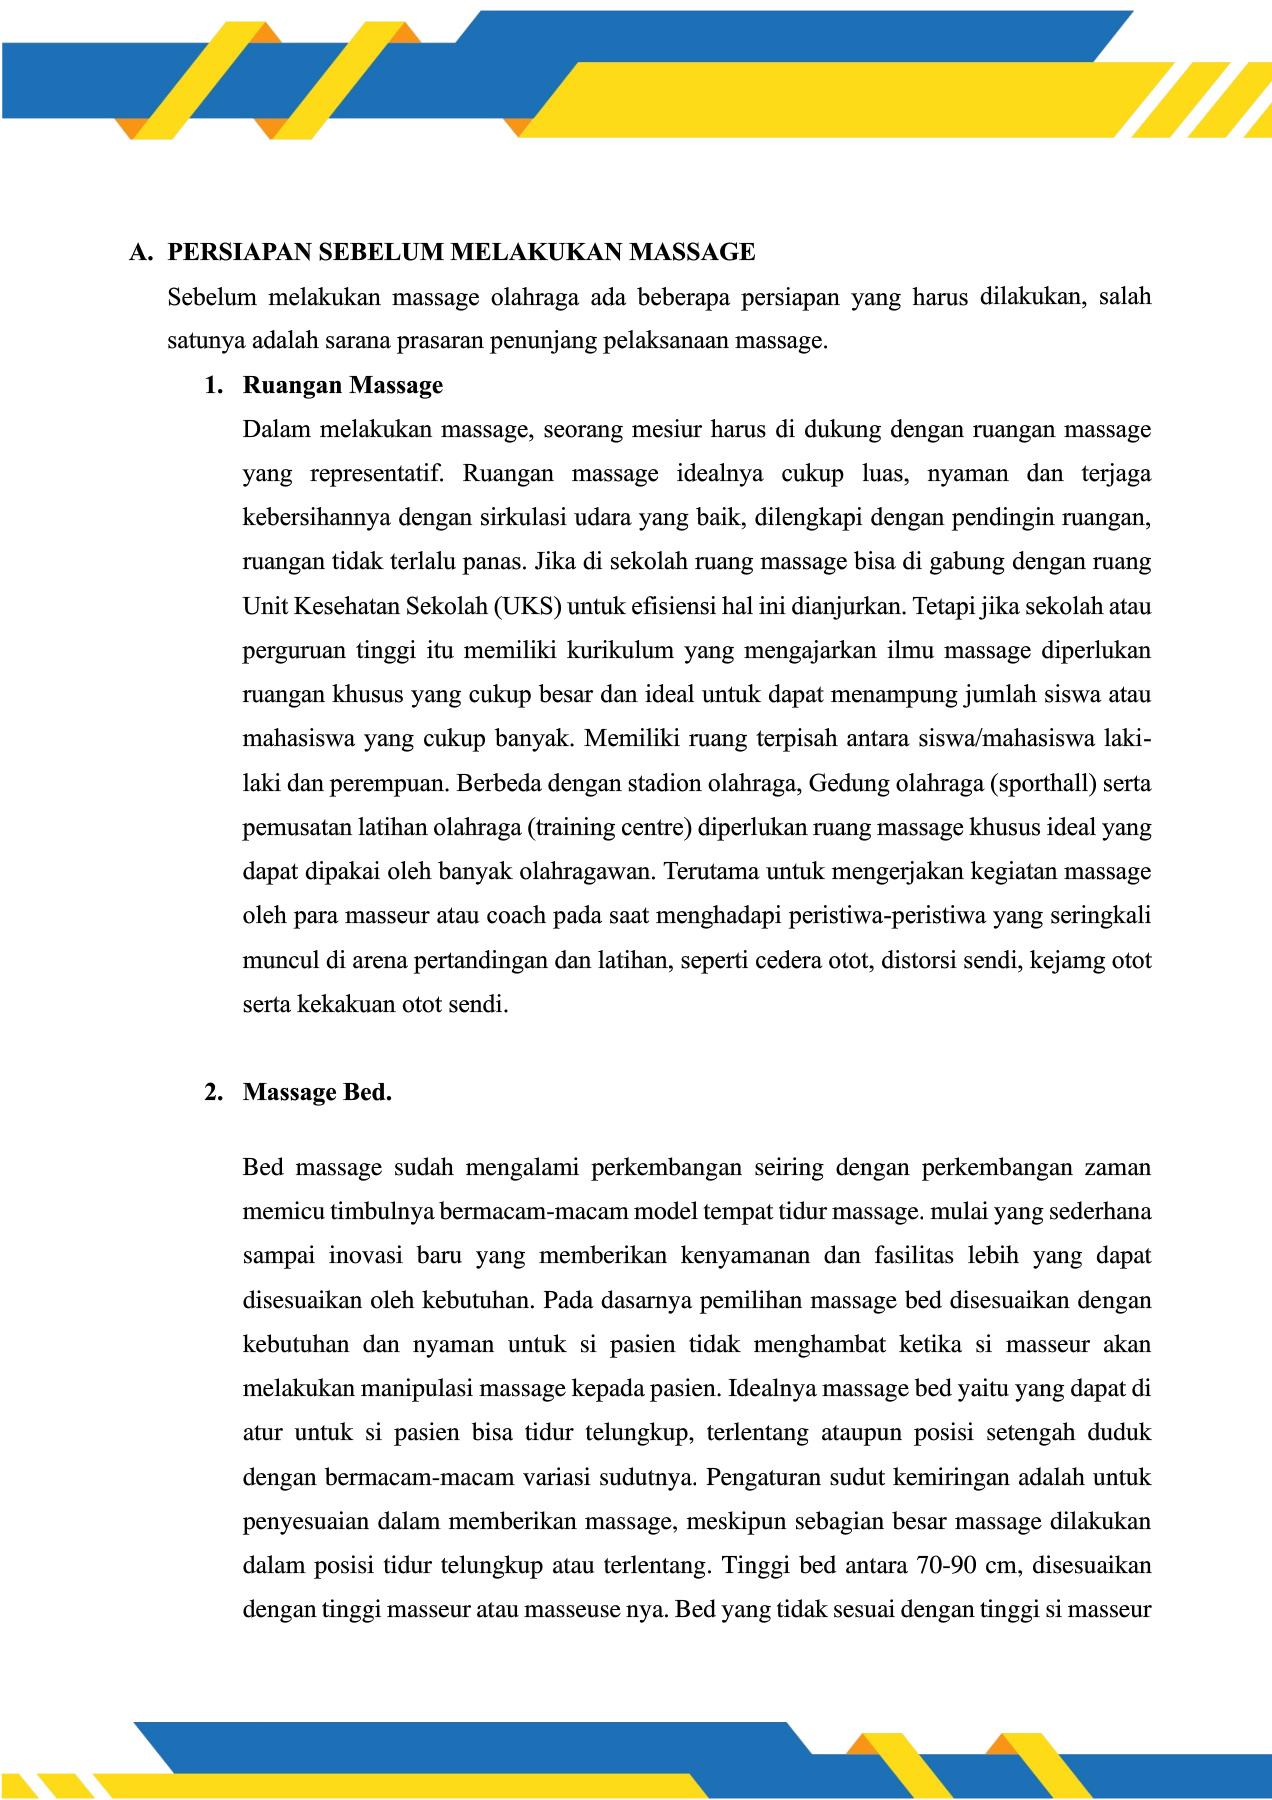 A. PERSIAPAN SEBELUM MELAKUKAN MASSAGE
Sebelum melakukan massage olahraga ada beberapa persiapan yang harus dilakukan, salah
satunya adalah sarana prasaran penunjang pelaksanaan massage.
1. Ruangan Massage
Dalam melakukan massage, seorang mesiur harus di dukung dengan ruangan massage
yang representatif. Ruangan massage idealnya cukup luas, nyaman dan terjaga
kebersihannya dengan sirkulasi udara yang baik, dilengkapi dengan pendingin ruangan,
ruangan tidak terlalu panas. Jika di sekolah ruang massage bisa di gabung dengan ruang
Unit Kesehatan Sekolah (UKS) untuk efisiensi hal ini dianjurkan. Tetapi jika sekolah atau
perguruan tinggi itu memiliki kurikulum yang mengajarkan ilmu massage diperlukan
ruangan khusus yang cukup besar dan ideal untuk dapat menampung jumlah siswa atau
mahasiswa yang cukup banyak. Memiliki ruang terpisah antara siswa/mahasiswa laki-
laki dan perempuan. Berbeda dengan stadion olahraga, Gedung olahraga (sporthall) serta
pemusatan latihan olahraga (training centre) diperlukan ruang massage khusus ideal yang
dapat dipakai oleh banyak olahragawan. Terutama untuk mengerjakan kegiatan massage
oleh para masseur atau coach pada saat menghadapi peristiwa-peristiwa yang seringkali
muncul di arena pertandingan dan latihan, seperti cedera otot, distorsi sendi, kejamg otot
serta kekakuan otot sendi.
2. Massage Bed.
Bed massage sudah mengalami perkembangan seiring dengan perkembangan zaman
memicu timbulnya bermacam-macam model tempat tidur massage. mulai yang sederhana
sampai inovasi baru yang memberikan kenyamanan dan fasilitas lebih yang dapat
disesuaikan oleh kebutuhan. Pada dasarnya pemilihan massage bed disesuaikan dengan
kebutuhan dan nyaman untuk si pasien tidak menghambat ketika si masseur akan
melakukan manipulasi massage kepada pasien. Idealnya massage bed yaitu yang dapat di
atur untuk si pasien bisa tidur telungkup, terlentang ataupun posisi setengah duduk
dengan bermacam-macam variasi sudutnya. Pengaturan sudut kemiringan adalah untuk
penyesuaian dalam memberikan massage, meskipun sebagian besar massage dilakukan
dalam posisi tidur telungkup atau terlentang. Tinggi bed antara 70-90 cm, disesuaikan
dengan tinggi masseur atau masseuse nya. Bed yang tidak sesuai dengan tinggi si masseur